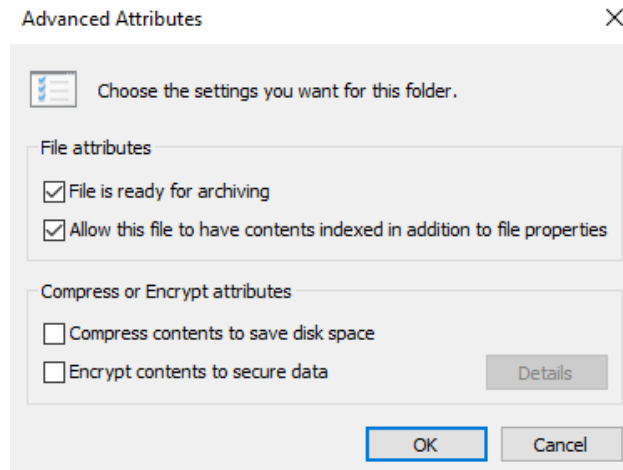 Advanced Attributes
Choose the settings you want for this folder.
File attributes
File is ready for archiving
Allow this file to have contents indexed in addition to file properties
Compress or Encrypt attributes
Compress contents to save disk space
Encrypt contents to secure data
Details
OK
Cancel